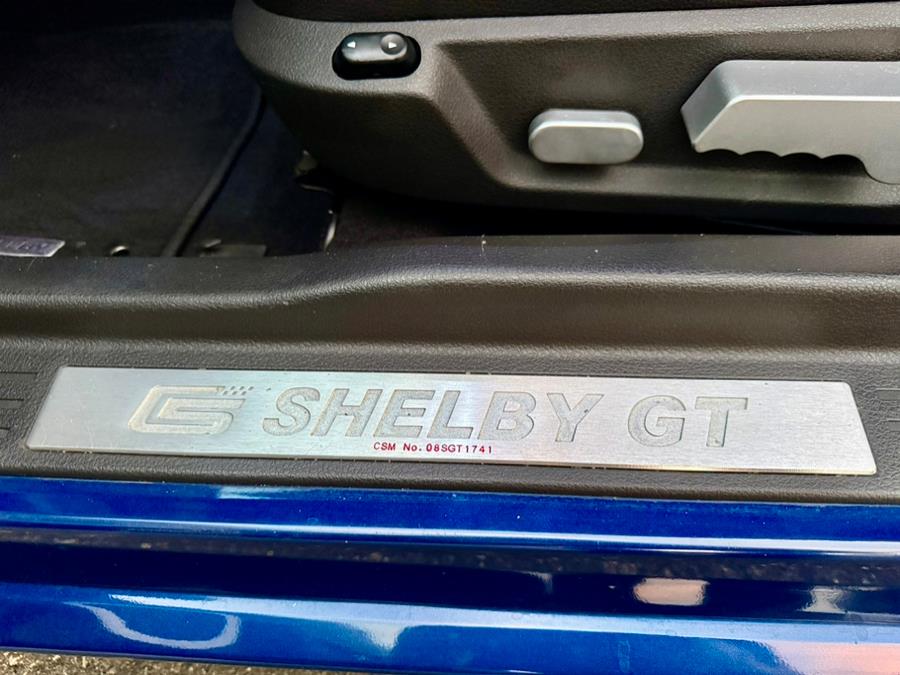 SHELBY GT
CSM No. 08SGT1741